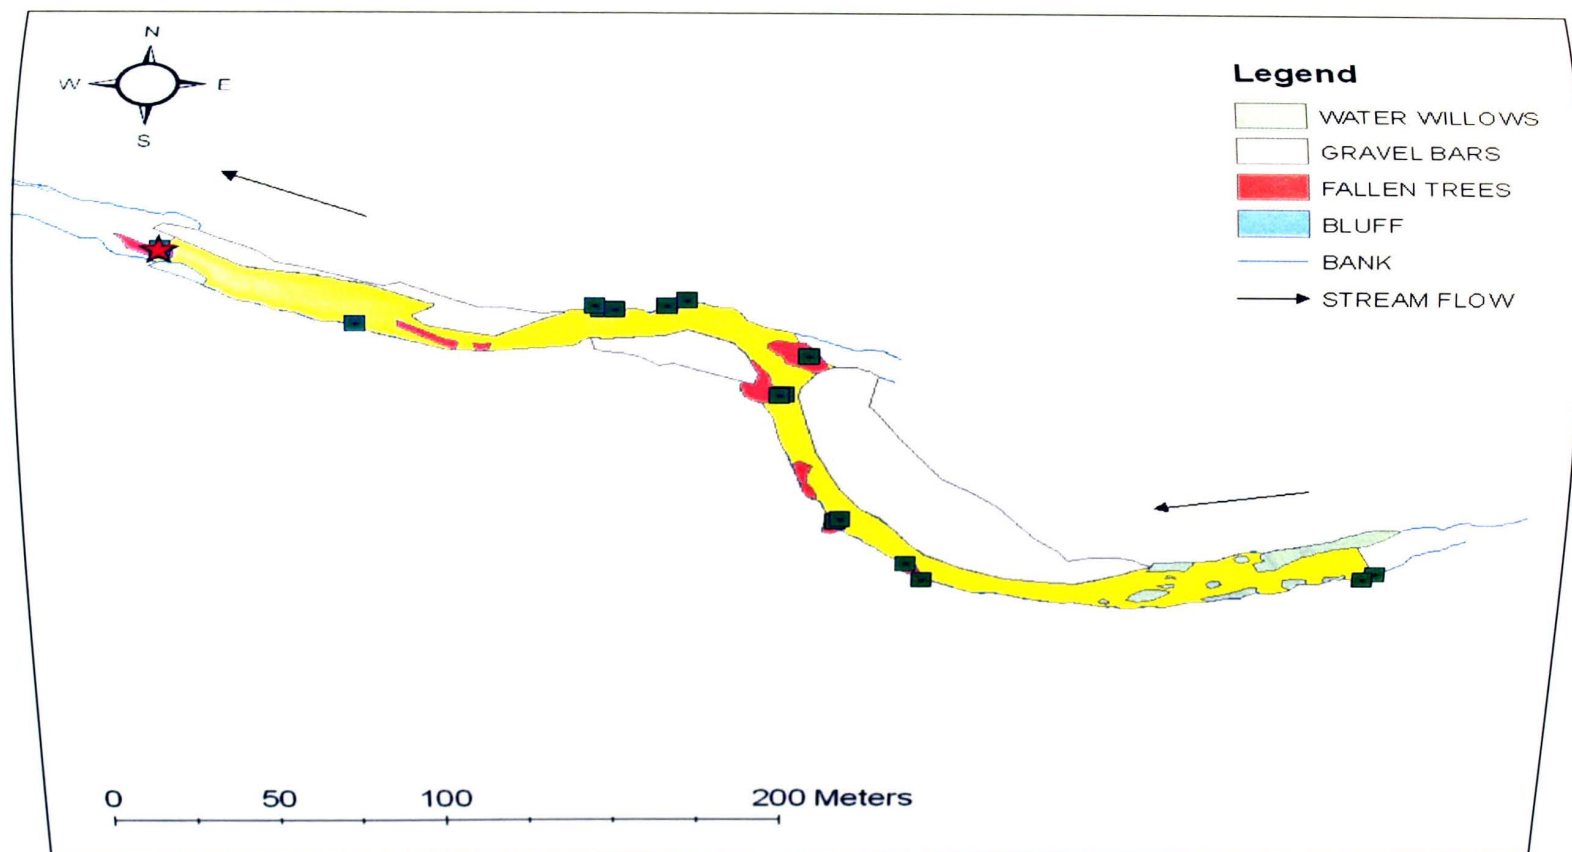 N
W E
S
Legend
WATER WILLOWS
GRAVEL BARS
FALLEN TREES
BLUFF
BANK
STREAM FLOW
0 50 100 200 Meters